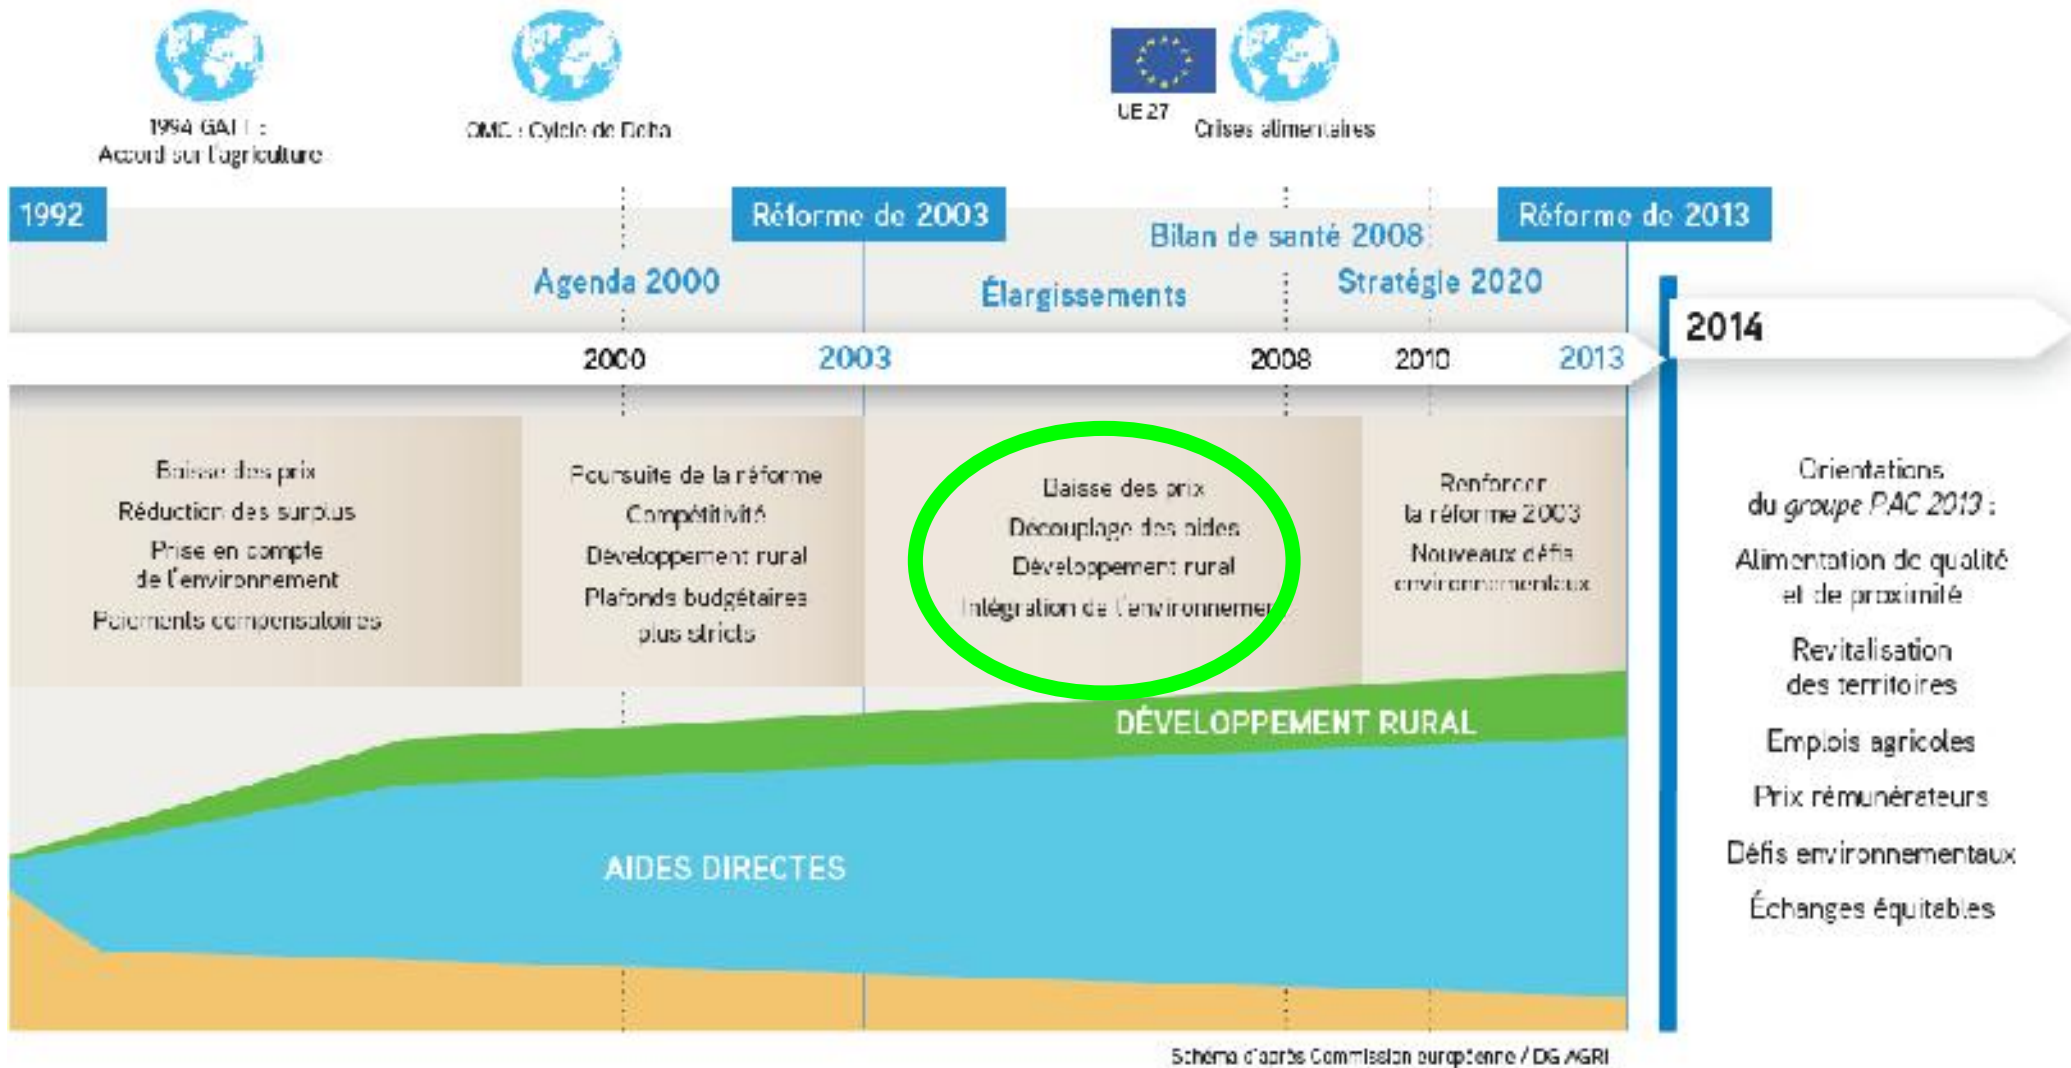 1994 GATT :
Accord sur l'agriculture
OMC : Cylcle de Doha
UE 27
Crises alimentaires
1992
Réforme de 2003
Réforme de 2013
Bilan de santé 2008
Agenda 2000
Élargissements
Stratégie 2020
2014
2000
2003
2008
2010
2013
Baisse des prix
Réduction des surplus
Prise en compte
de l'environnement
Paiements compensatoires
Poursuite de la réforme
Compétitivité
Développement rural
Plafonds budgétaires
plus stricts
Baisse des prix
Découplage des aides
Développement rural
Intégration de l'environnemen
Renforcer
la réforme 2003
Nouveaux défis
environnementaux
Orientations
du groupe PAC 2013 :
Alimentation de qualité
et de proximité
Revitalisation
des territoires
Emplois agricoles
Prix rémunérateurs
Défis environnementaux
Échanges équitables
DÉVELOPPEMENT RURAL
AIDES DIRECTES
Schéma d'après Commission européenne / DG AGRI